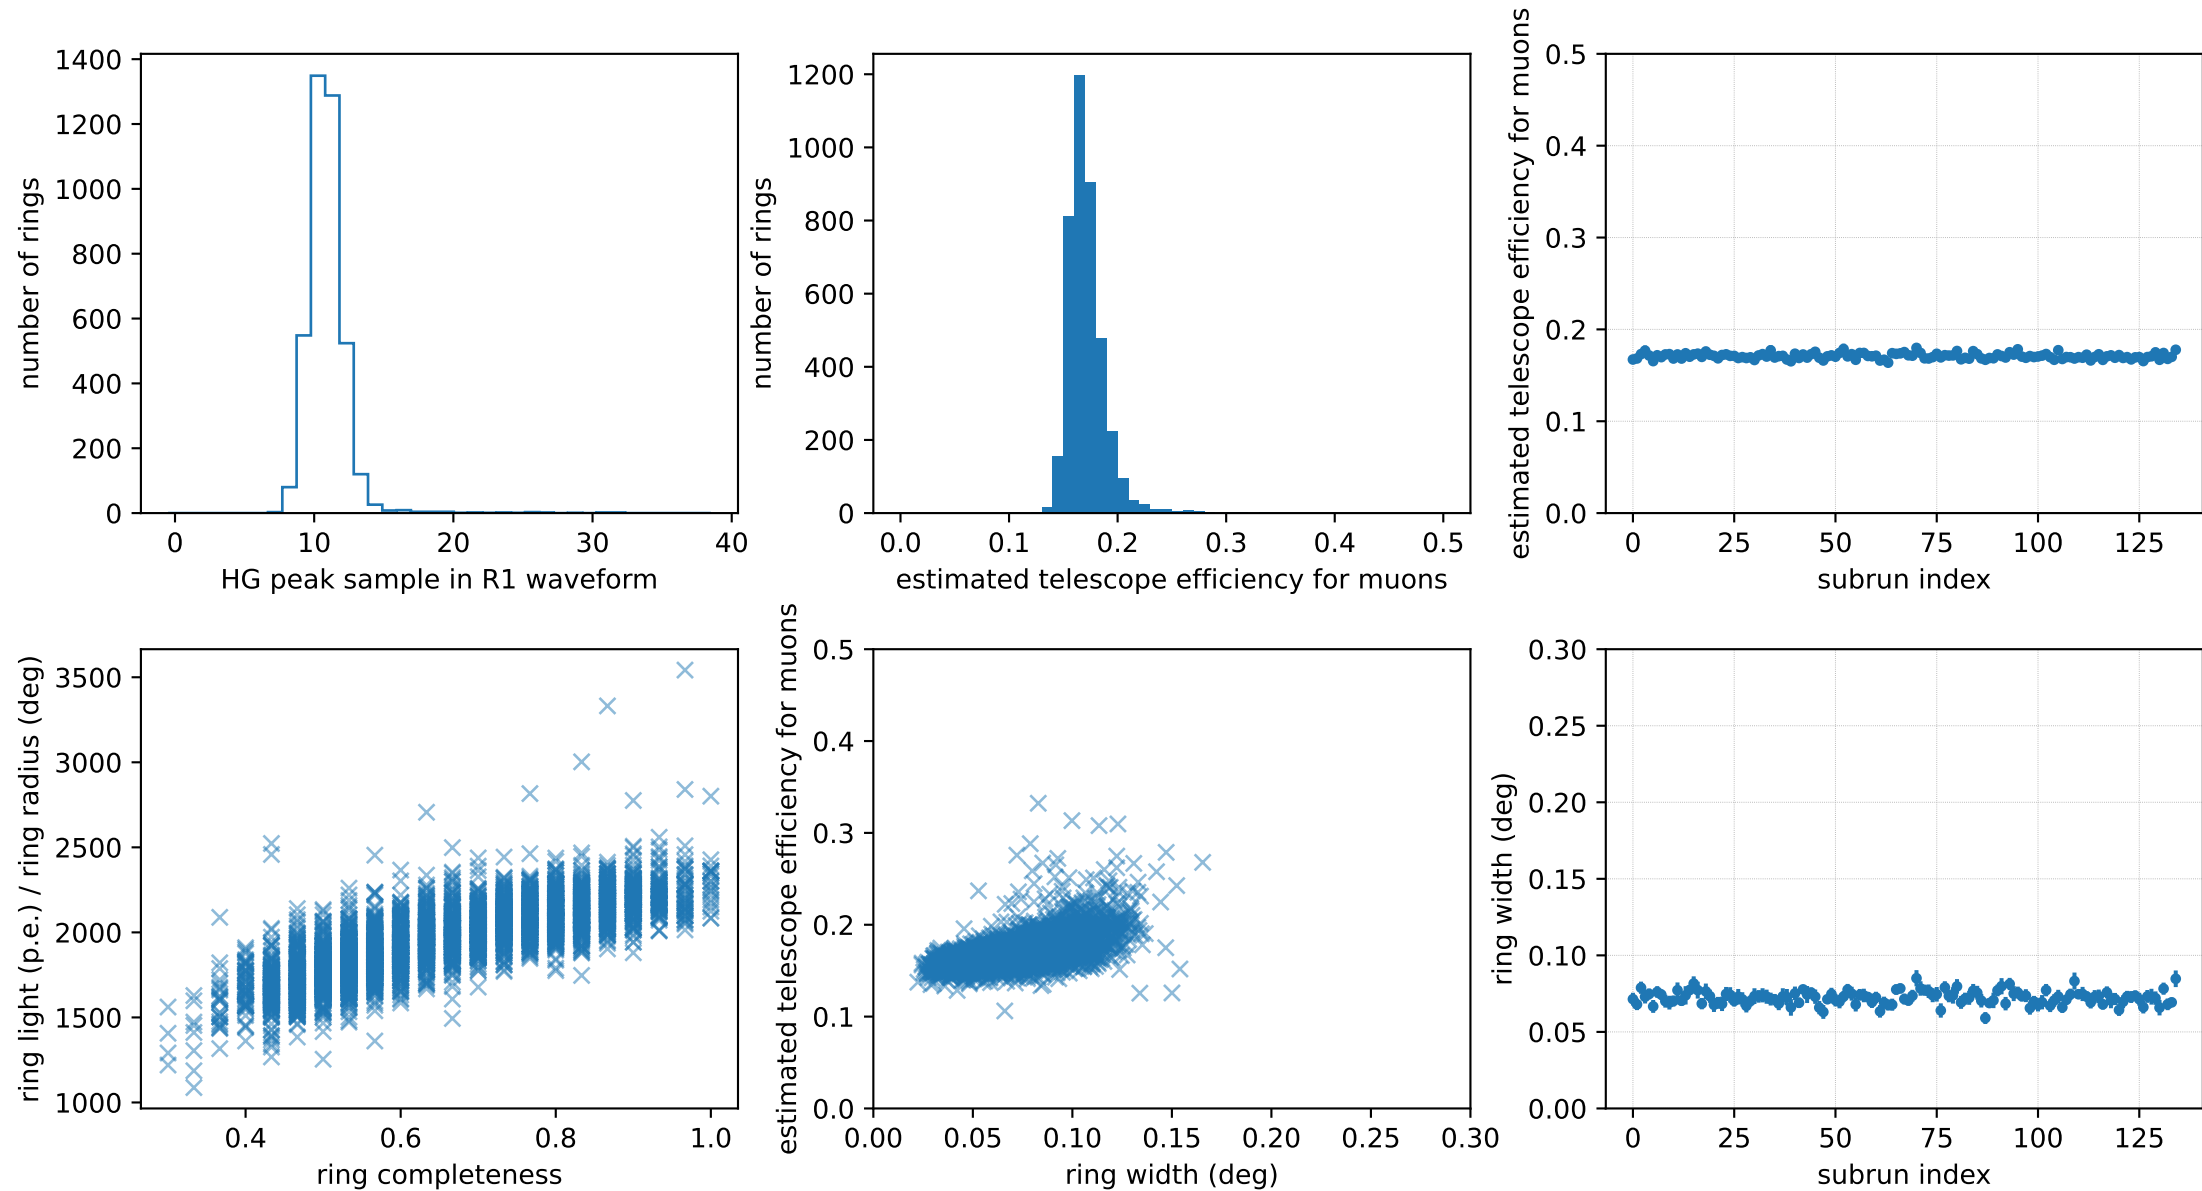 1400
1200
1000
800
600
400
200
0
number of rings
0 10 20 30 40
HG peak sample in R1 waveform
1200
1000
800
600
400
200
0
number of rings
0.0 0.1 0.2 0.3 0.4 0.5
estimated telescope efficiency for muons
0.5
0.4
0.3
0.2
0.1
0.0
estimated telescope efficiency for muons
0 25 50 75 100 125
subrun index
3500
3000
2500
2000
1500
1000
ring light (p.e.) / ring radius (deg)
0.4 0.6 0.8 1.0
ring completeness
0.5
0.4
0.3
0.2
0.1
0.0
estimated telescope efficiency for muons
0.00 0.05 0.10 0.15 0.20 0.25 0.30
ring width (deg)
0.30
0.25
0.20
0.15
0.10
0.05
0.00
ring width (deg)
0 25 50 75 100 125
subrun index